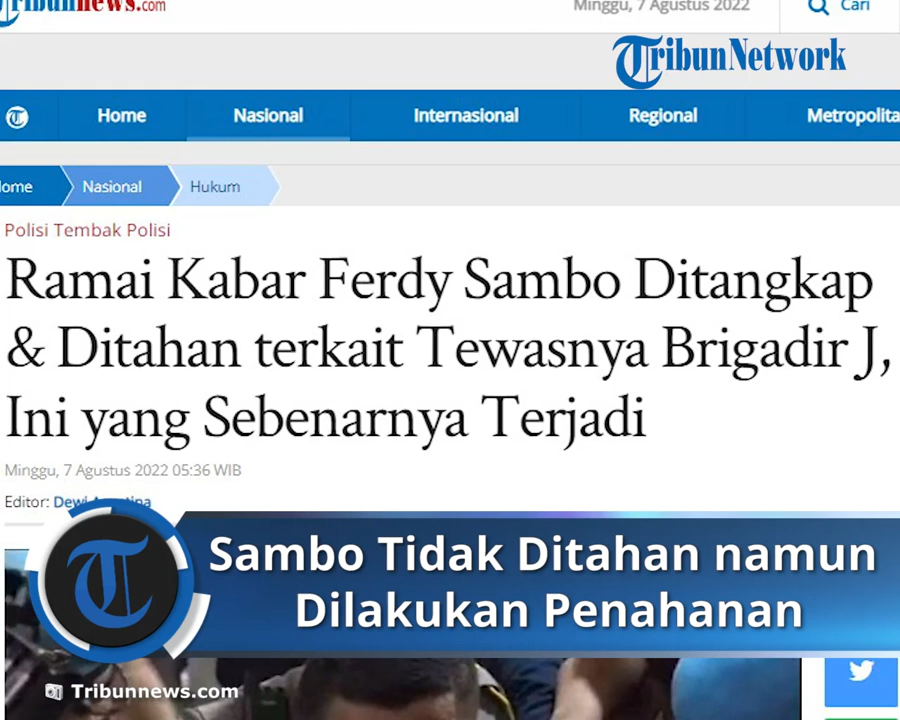 Tribunnews.com
Minggu, 7 Agustus 2022
Cari
TribunNetwork
Home
Nasional
Internasional
Regional
Metropolita
ome
Nasional
Hukum
Polisi Tembak Polisi
Ramai Kabar Ferdy Sambo Ditangkap
& Ditahan terkait Tewasnya Brigadir J,
Ini yang Sebenarnya Terjadi
Minggu, 7 Agustus 2022 05:36 WIB
Editor:
Sambo Tidak Ditahan namun
Dilakukan Penahanan
Tribunnews.com